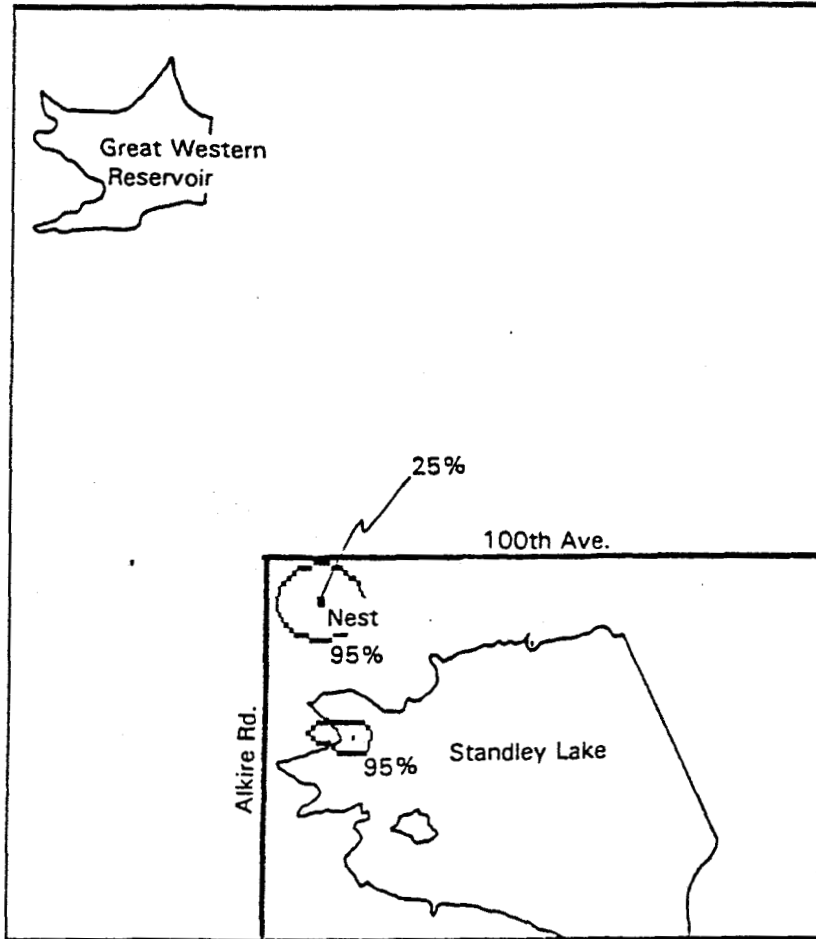 Great Western
Reservoir
25%
100th Ave.
Nest
95%
Alkire Rd.
Standley Lake
95%